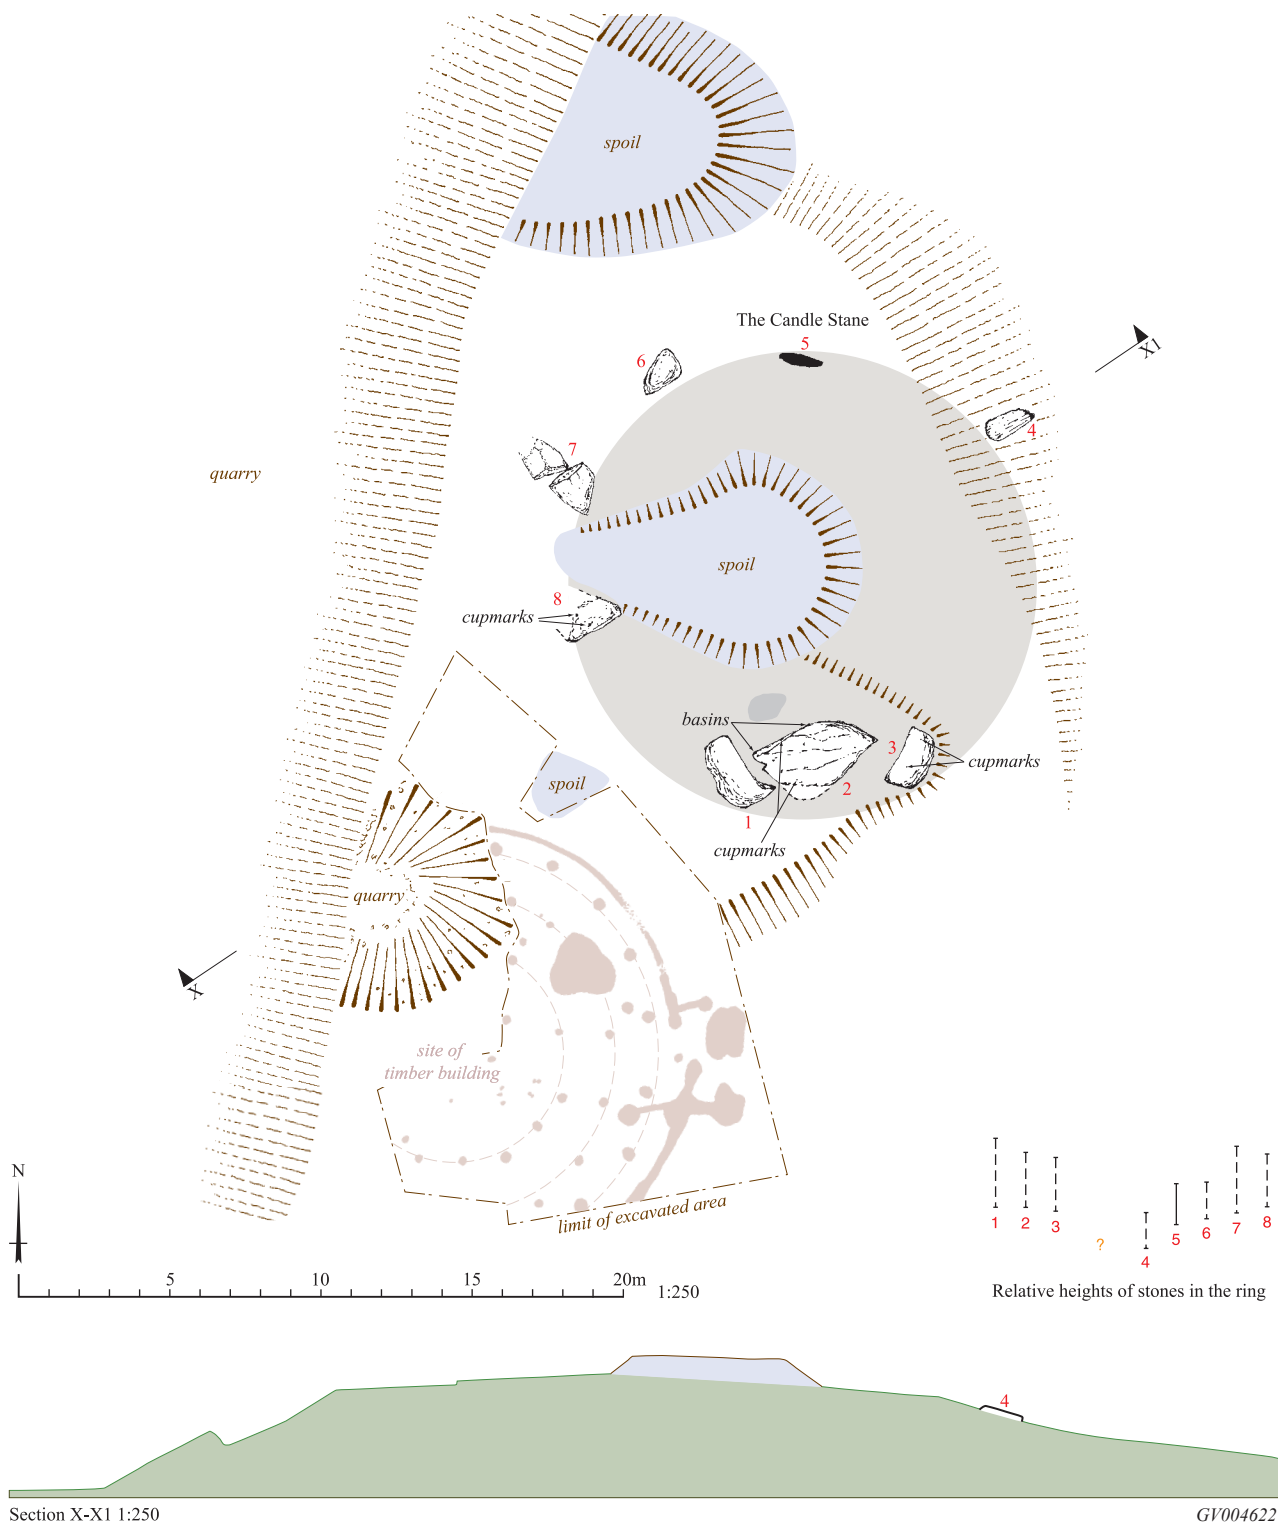 spoil
The Candle Stane
5
6
X1
4
7
quarry
spoil
8
cupmarks
basins
3
cupmarks
spoil
2
1
cupmarks
quarry
X
site of
timber building
limit of excavated area
N
5 10 15 20m
1:250
1 2 3 ? 4 5 6 7 8
Relative heights of stones in the ring
4
Section X-X1 1:250
GV004622